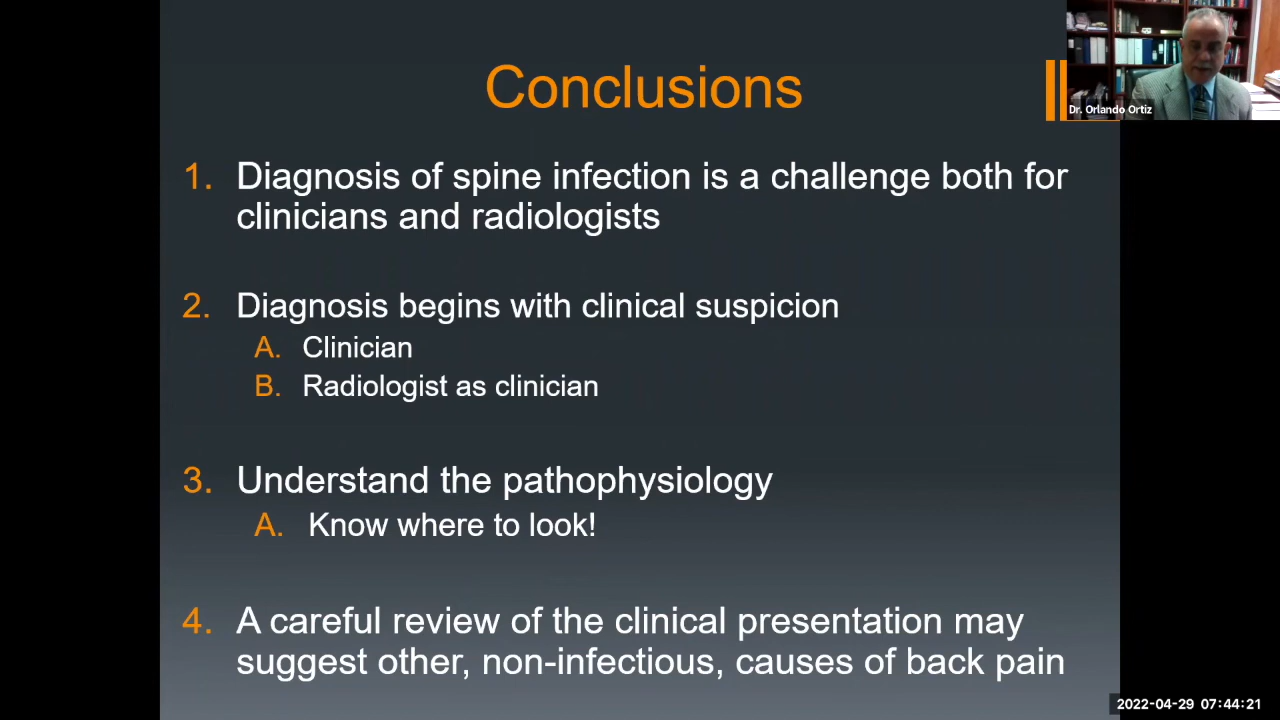 Conclusions
Dr. Orlando Ortiz
1. Diagnosis of spine infection is a challenge both for
clinicians and radiologists
2. Diagnosis begins with clinical suspicion
A. Clinician
B. Radiologist as clinician
3. Understand the pathophysiology
A. Know where to look!
4. A careful review of the clinical presentation may
suggest other, non-infectious, causes of back pain
2022-04-29 07:44:21